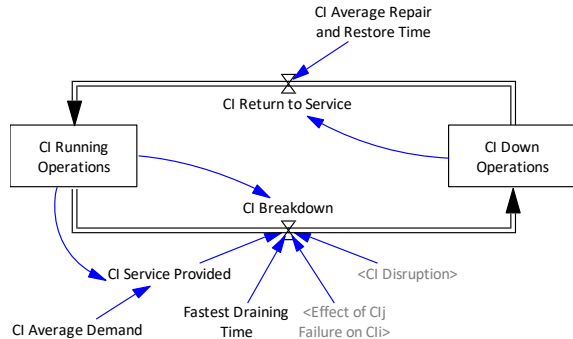 CI Average Repair
and Restore Time
CI Return to Service
CI Running
Operations
CI Down
Operations
CI Breakdown
CI Service Provided
<CI Disruption>
CI Average Demand
Fastest Draining
Time
<Effect of CIj
Failure on CIi>